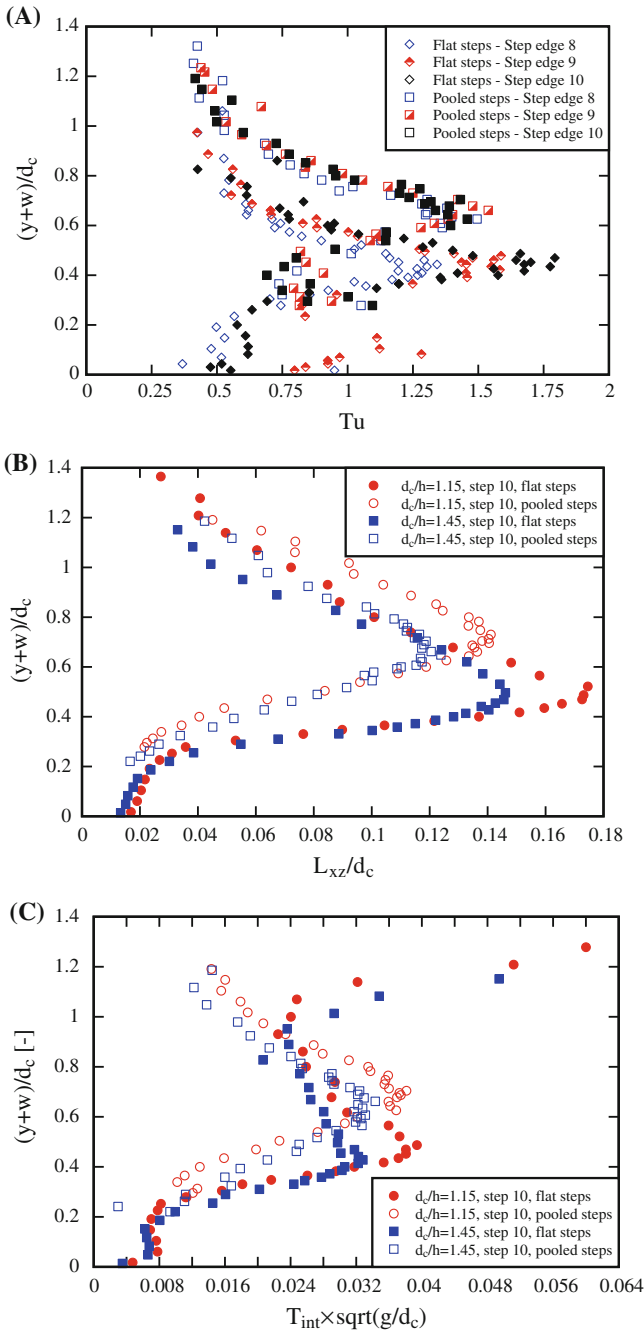 (A)
1.4
1.2
1
0.8
0.6
0.4
0.2
0
(y+w)/d_c
Flat steps - Step edge 8
Flat steps - Step edge 9
Flat steps - Step edge 10
Pooled steps - Step edge 8
Pooled steps - Step edge 9
Pooled steps - Step edge 10
0 0.25 0.5 0.75 1 1.25 1.5 1.75 2
Tu
(B)
1.4
1.2
1
0.8
0.6
0.4
0.2
0
(y+w)/d_c
d_c/h=1.15, step 10, flat steps
d_c/h=1.15, step 10, pooled steps
d_c/h=1.45, step 10, flat steps
d_c/h=1.45, step 10, pooled steps
0 0.02 0.04 0.06 0.08 0.1 0.12 0.14 0.16 0.18
L_xz/d_c
(C)
1.4
1.2
1
0.8
0.6
0.4
0.2
0
(y+w)/d_c [-]
d_c/h=1.15, step 10, flat steps
d_c/h=1.15, step 10, pooled steps
d_c/h=1.45, step 10, flat steps
d_c/h=1.45, step 10, pooled steps
0 0.008 0.016 0.024 0.032 0.04 0.048 0.056 0.064
T_int×sqrt(g/d_c)